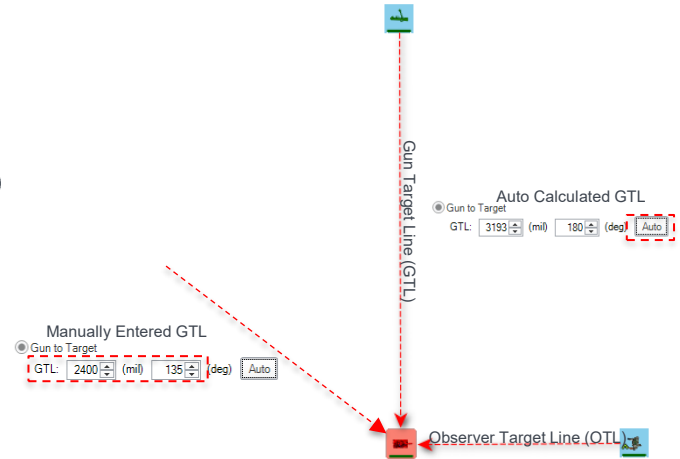 Gun Target Line (GTL)
Auto Calculated GTL
Gun to Target
GTL: 3193 (mil) 180 (deg) Auto
Manually Entered GTL
Gun to Target
GTL: 2400 (mil) 135 (deg) Auto
Observer Target Line (OTL)